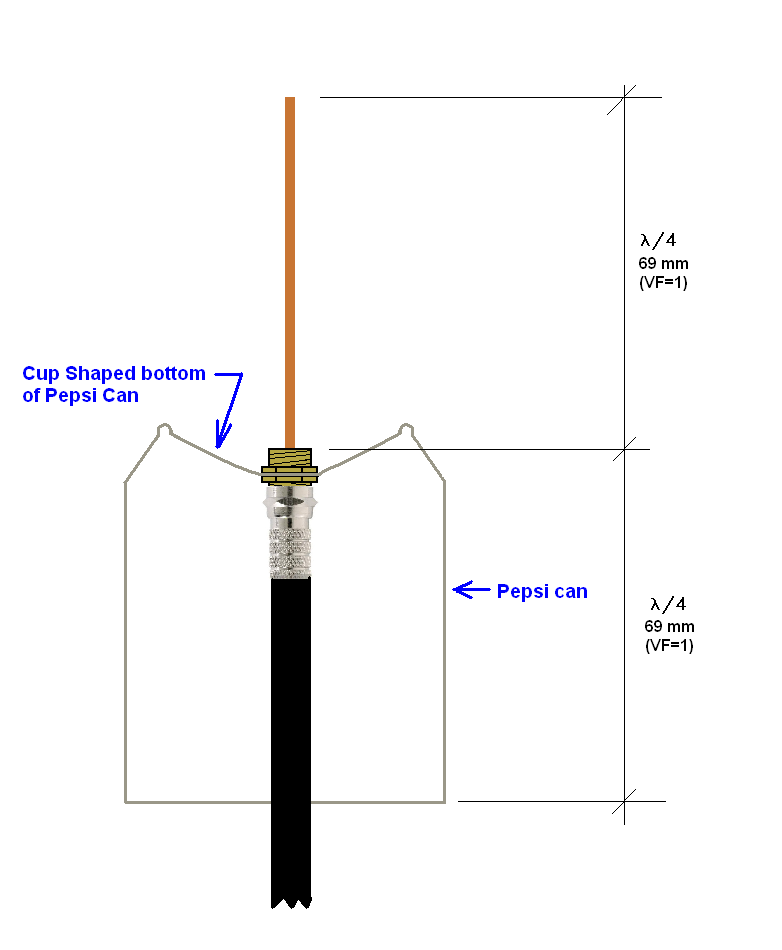 λ/4
69 mm
(VF=1)
Cup Shaped bottom
of Pepsi Can
Pepsi can
λ/4
69 mm
(VF=1)